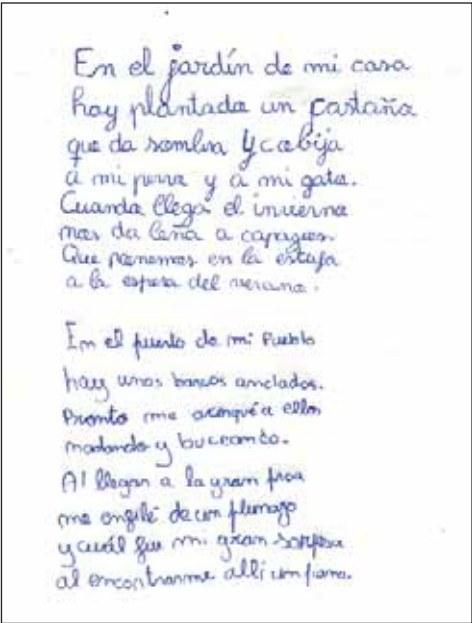 En el jardín de mi casa
hay plantada un castaña
que da sombra y cobija
a mi perra y a mi gata.
Cuando llega el invierno
nos da leña a capazos.
Que ponemos en la estufa
a la espera del verano.
En el puerto de mi Pueblo
hay unos barcos anclados.
Pronto me acerqué a ellos
nadando y buceando.
Al llegar a la gran proa
me enfilé de un plumazo
y cuál fue mi gran sorpresa
al encontrarme allí un piano.